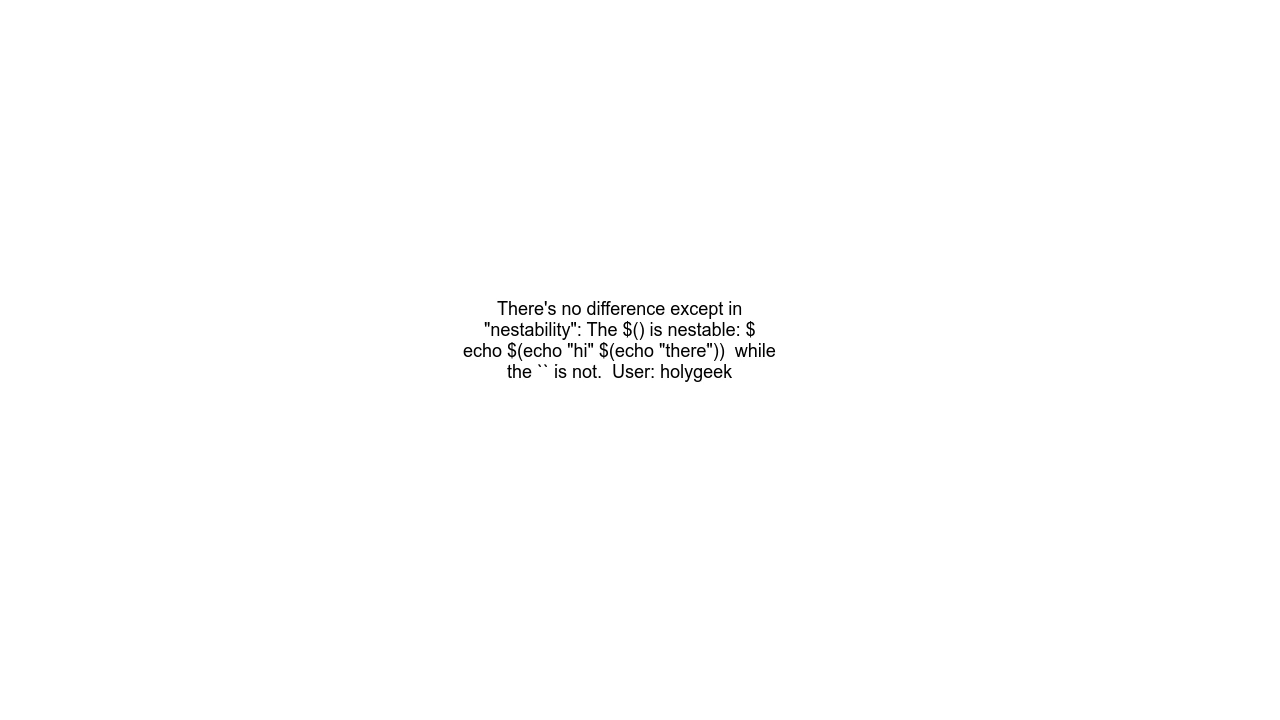 There's no difference except in
"nestability": The $() is nestable: $
echo $(echo "hi" $(echo "there"))  while
the `` is not.  User: holygeek